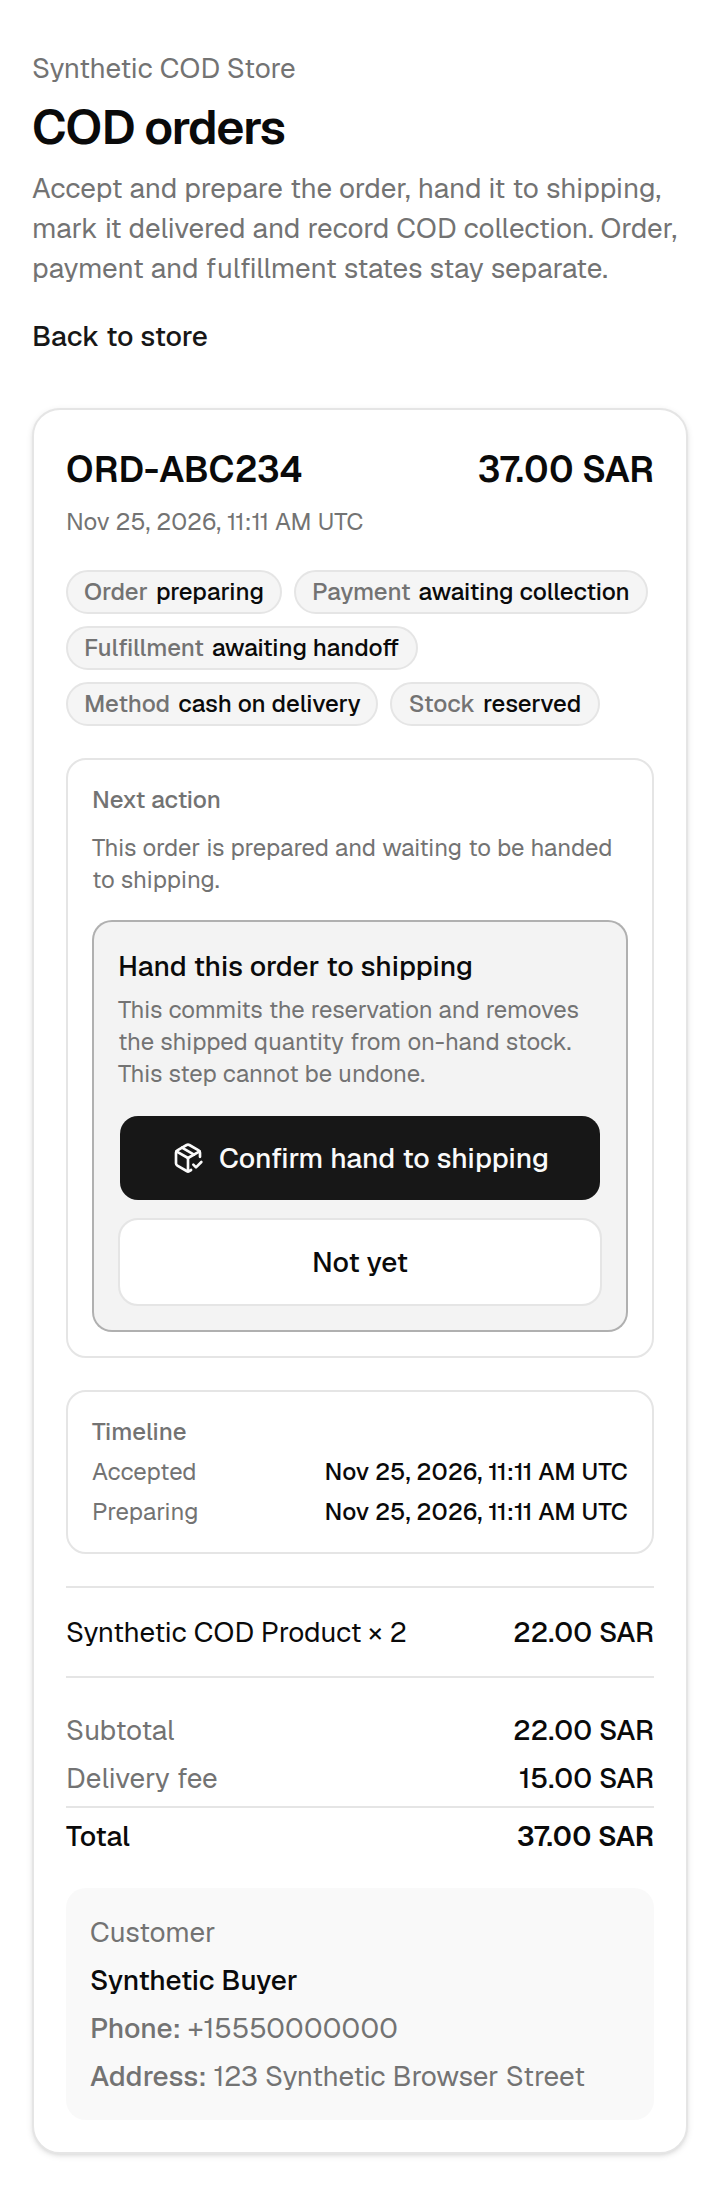 Synthetic COD Store
COD orders
Accept and prepare the order, hand it to shipping,
mark it delivered and record COD collection. Order,
payment and fulfillment states stay separate.
Back to store
ORD-ABC234 37.00 SAR
Nov 25, 2026, 11:11 AM UTC
Order preparing Payment awaiting collection
Fulfillment awaiting handoff
Method cash on delivery Stock reserved
Next action
This order is prepared and waiting to be handed
to shipping.
Hand this order to shipping
This commits the reservation and removes
the shipped quantity from on-hand stock.
This step cannot be undone.
Confirm hand to shipping
Not yet
Timeline
Accepted Nov 25, 2026, 11:11 AM UTC
Preparing Nov 25, 2026, 11:11 AM UTC
Synthetic COD Product × 2 22.00 SAR
Subtotal 22.00 SAR
Delivery fee 15.00 SAR
Total 37.00 SAR
Customer
Synthetic Buyer
Phone: +15550000000
Address: 123 Synthetic Browser Street